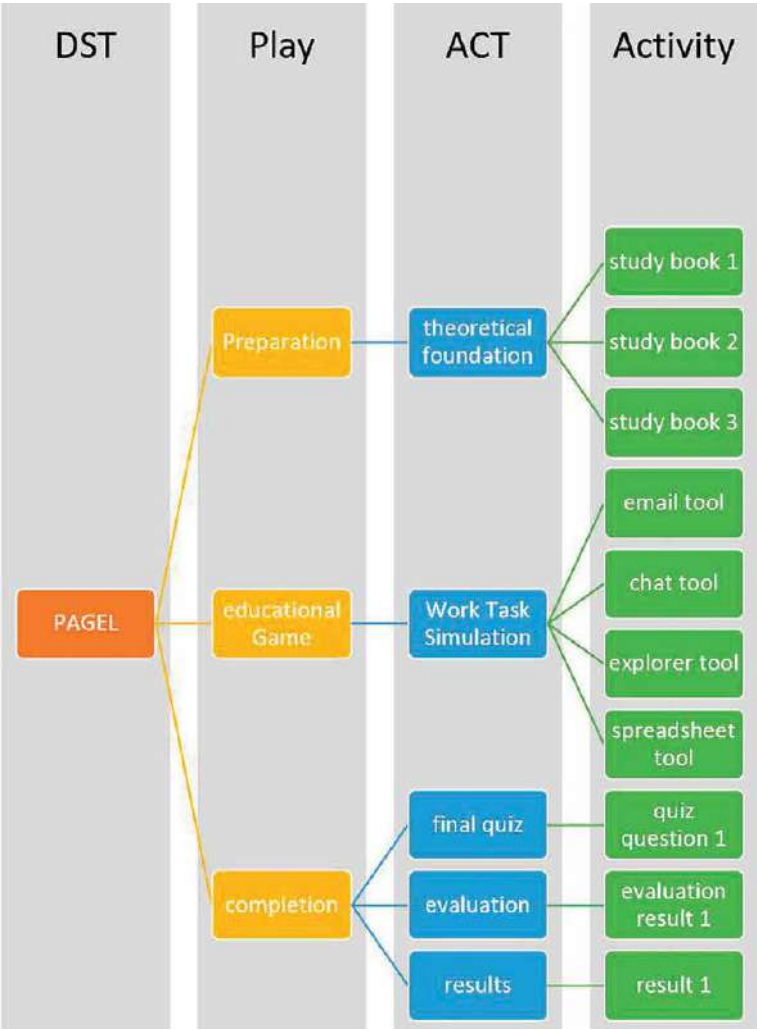 DST
Play
ACT
Activity
study book 1
Preparation
theoretical
foundation
study book 2
study book 3
email tool
chat tool
PAGEL
educational
Game
Work Task
Simulation
explorer tool
spreadsheet
tool
final quiz
quiz
question 1
completion
evaluation
evaluation
result 1
results
result 1